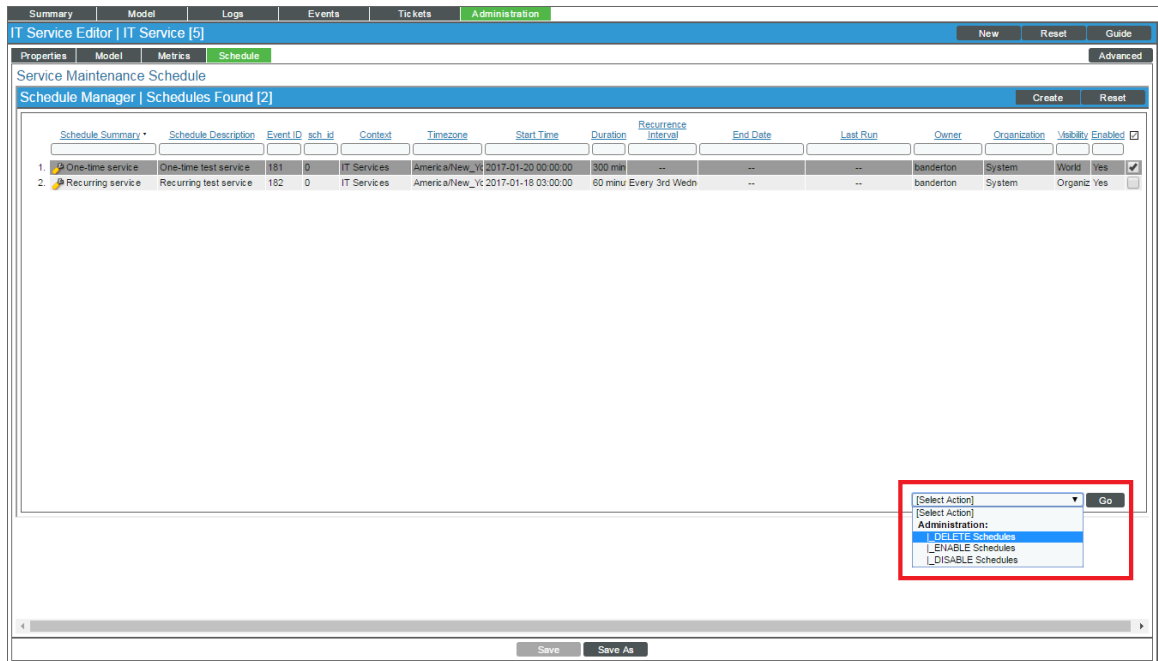 Summary Model Logs Events Tickets Administration
IT Service Editor | IT Service [5] New Reset Guide
Properties Model Metrics Schedule Advanced
Service Maintenance Schedule
Schedule Manager | Schedules Found [2] Create Reset
Recurrence
Schedule Summary Schedule Description Event ID sch_id Context Timezone Start Time Duration Interval End Date Last Run Owner Organization Visibility Enabled
1. One-time service One-time test service 181 0 IT Services America/New_Yo 2017-01-20 00:00:00 300 min -- -- -- banderton System World Yes
2. Recurring service Recurring test service 182 0 IT Services America/New_Yo 2017-01-18 03:00:00 60 minu Every 3rd Wedn -- -- banderton System Organiz Yes
[Select Action] Go
[Select Action]
Administration:
|_DELETE Schedules
|_ENABLE Schedules
|_DISABLE Schedules
Save Save As